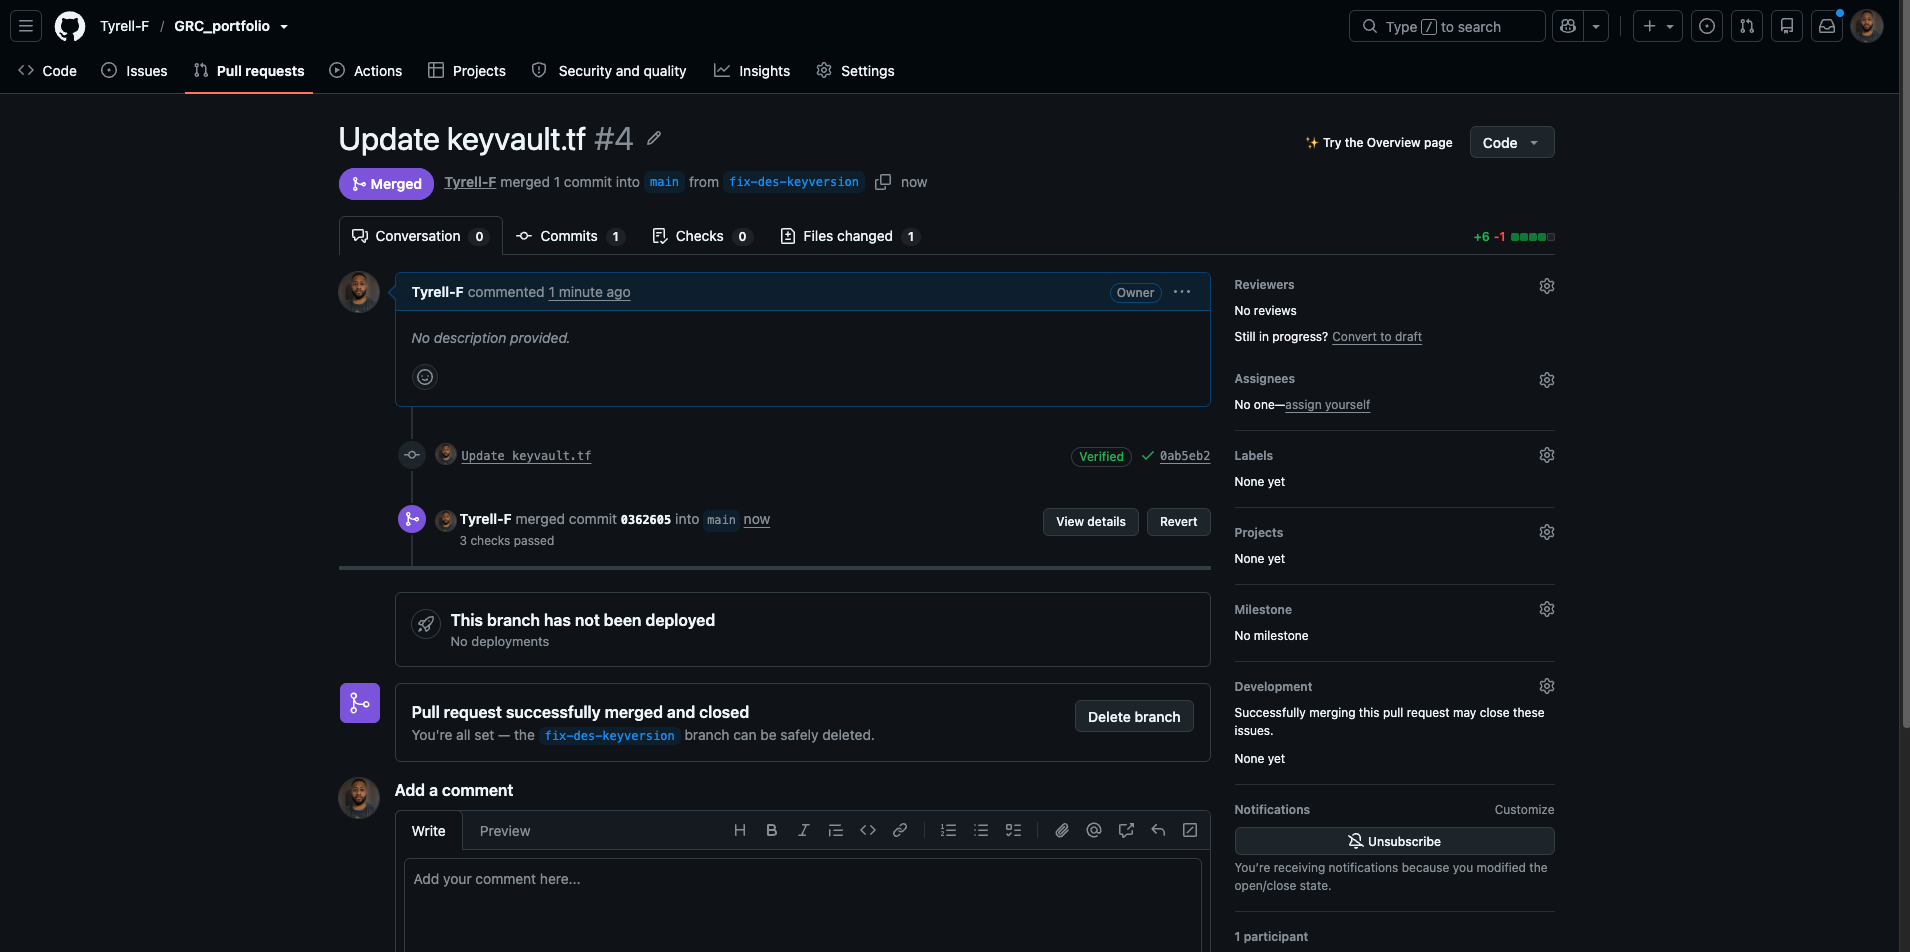 Tyrell-F / GRC_portfolio
Type / to search
Code
Issues
Pull requests
Actions
Projects
Security and quality
Insights
Settings
Update keyvault.tf #4
✨ Try the Overview page
Code
Merged
Tyrell-F merged 1 commit into main from fix-des-keyversion now
Conversation 0
Commits 1
Checks 0
Files changed 1
+6 -1
Tyrell-F commented 1 minute ago
Owner
No description provided.
Update keyvault.tf
Verified
0ab5eb2
Tyrell-F merged commit 0362605 into main now
3 checks passed
View details
Revert
This branch has not been deployed
No deployments
Pull request successfully merged and closed
You're all set — the fix-des-keyversion branch can be safely deleted.
Delete branch
Add a comment
Write
Preview
Add your comment here...
Reviewers
No reviews
Still in progress? Convert to draft
Assignees
No one—assign yourself
Labels
None yet
Projects
None yet
Milestone
No milestone
Development
Successfully merging this pull request may close these
issues.
None yet
Notifications
Customize
Unsubscribe
You're receiving notifications because you modified the
open/close state.
1 participant